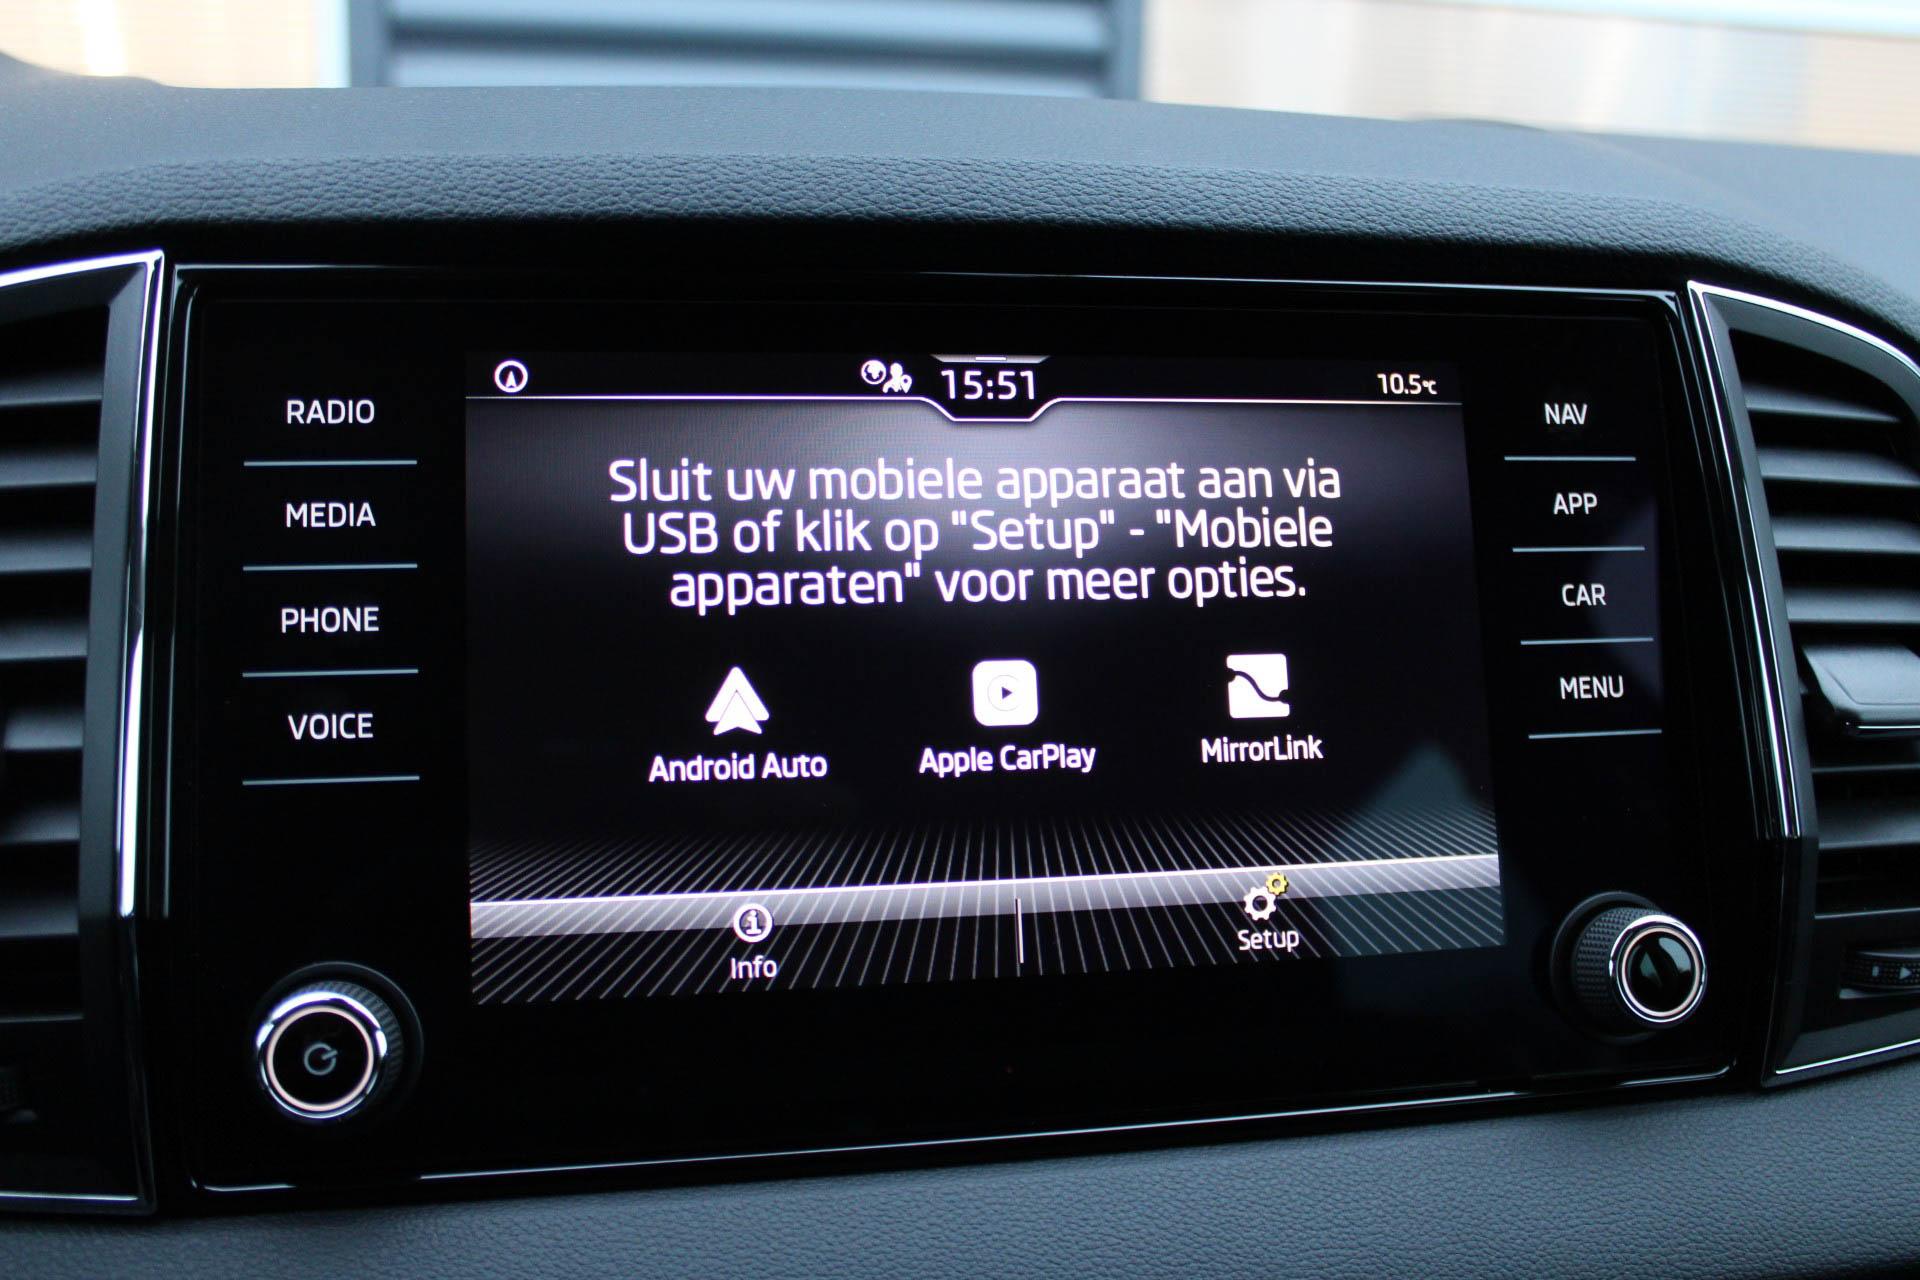 15:51
10.5°C
RADIO
MEDIA
PHONE
VOICE
Sluit uw mobiele apparaat aan via
USB of klik op "Setup" - "Mobiele
apparaten" voor meer opties.
Android Auto
Apple CarPlay
MirrorLink
Info
Setup
NAV
APP
CAR
MENU